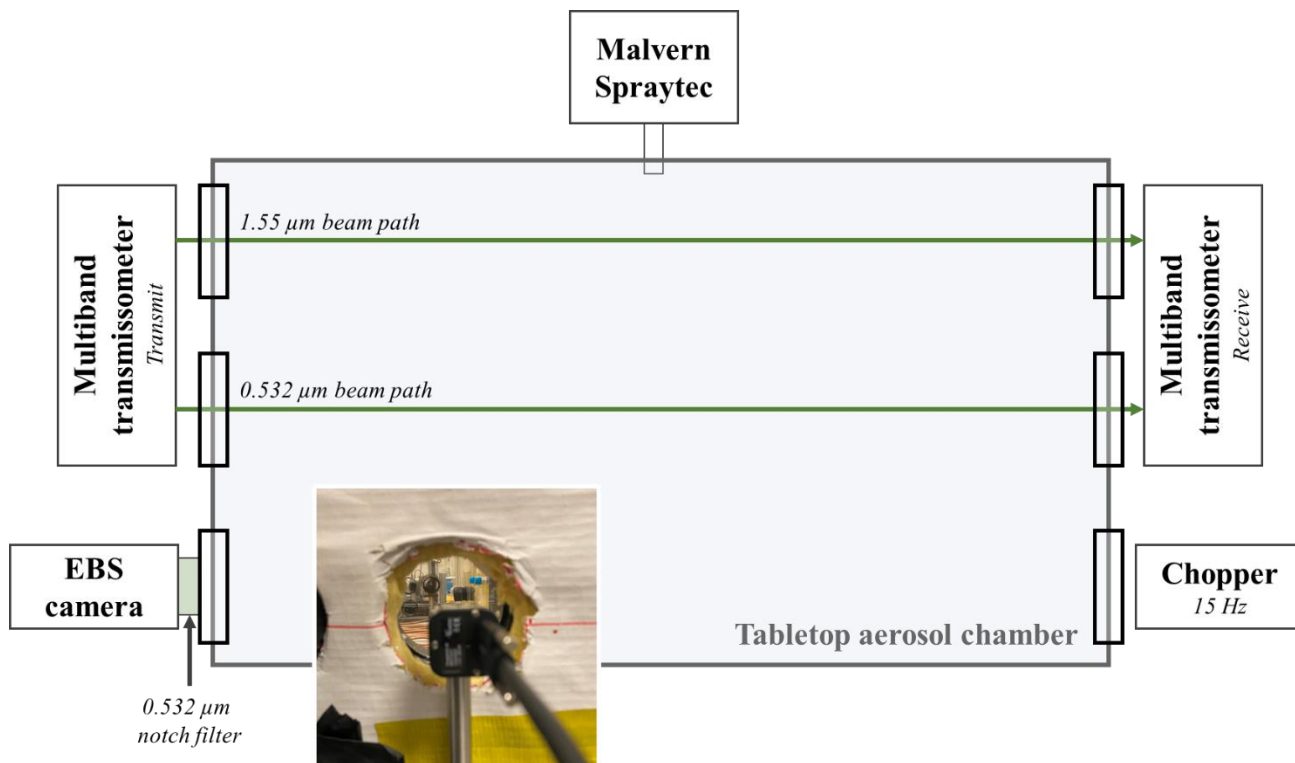 Malvern
Spraytec
Multiband
transmissometer
Transmit
1.55 µm beam path
0.532 µm beam path
Multiband
transmissometer
Receive
EBS
camera
0.532 µm
notch filter
Tabletop aerosol chamber
Chopper
15 Hz